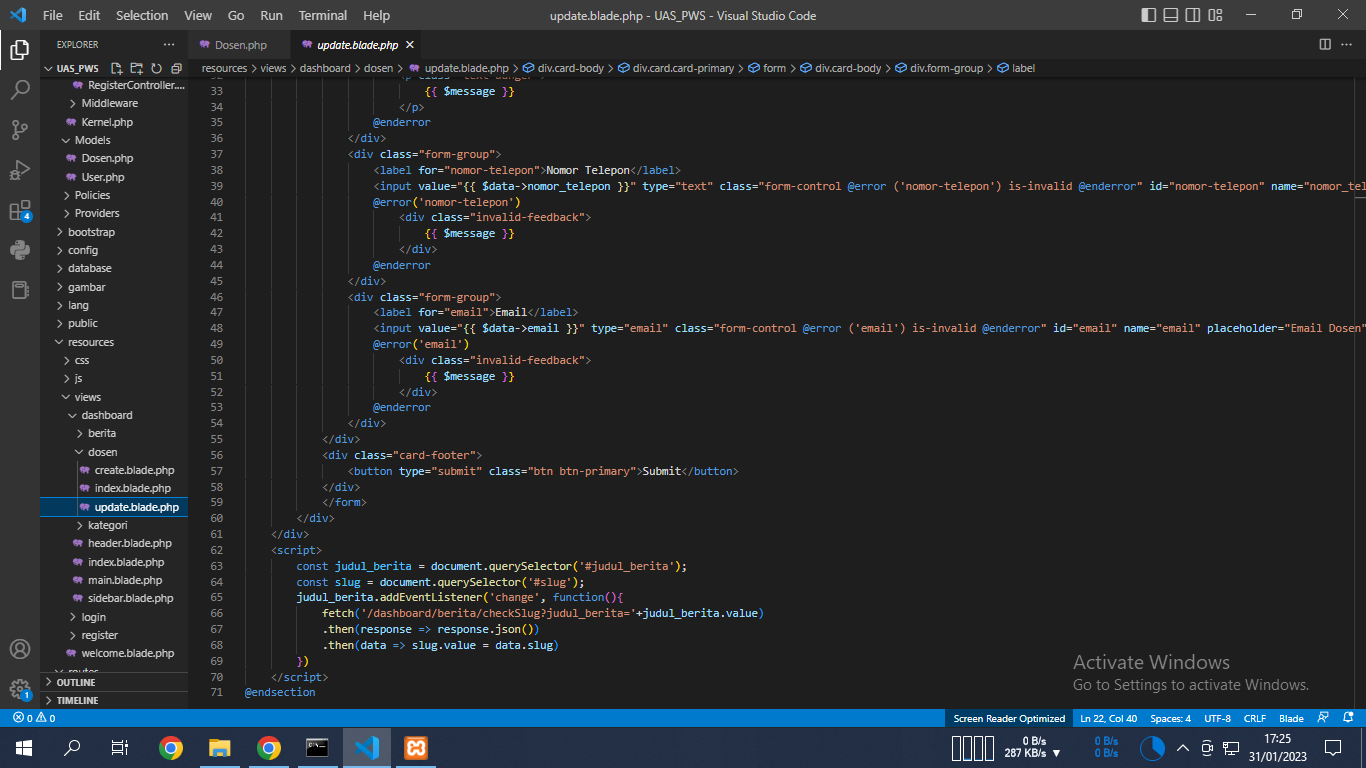 File Edit Selection View Go Run Terminal Help
update.blade.php - UAS_PWS - Visual Studio Code
EXPLORER
Dosen.php
update.blade.php
UAS_PWS
resources > views > dashboard > dosen > update.blade.php > div.card-body > div.card.card-primary > form > div.card-body > div.form-group > label
RegisterController....
Middleware
Kernel.php
Models
Dosen.php
User.php
Policies
Providers
bootstrap
config
database
gambar
lang
public
resources
css
js
views
dashboard
berita
dosen
create.blade.php
index.blade.php
update.blade.php
kategori
header.blade.php
index.blade.php
main.blade.php
sidebar.blade.php
login
register
welcome.blade.php
routes
OUTLINE
TIMELINE
33 {{ $message }}
34 </p>
35 @enderror
36 </div>
37 <div class="form-group">
38 <label for="nomor-telepon">Nomor Telepon</label>
39 <input value="{{ $data->nomor_telepon }}" type="text" class="form-control @error ('nomor-telepon') is-invalid @enderror" id="nomor-telepon" name="nomor_tel
40 @error('nomor-telepon')
41 <div class="invalid-feedback">
42 {{ $message }}
43 </div>
44 @enderror
45 </div>
46 <div class="form-group">
47 <label for="email">Email</label>
48 <input value="{{ $data->email }}" type="email" class="form-control @error ('email') is-invalid @enderror" id="email" name="email" placeholder="Email Dosen"
49 @error('email')
50 <div class="invalid-feedback">
51 {{ $message }}
52 </div>
53 @enderror
54 </div>
55 </div>
56 <div class="card-footer">
57 <button type="submit" class="btn btn-primary">Submit</button>
58 </div>
59 </form>
60 </div>
61 </div>
62 <script>
63 const judul_berita = document.querySelector('#judul_berita');
64 const slug = document.querySelector('#slug');
65 judul_berita.addEventListener('change', function(){
66 fetch('/dashboard/berita/checkSlug?judul_berita='+judul_berita.value)
67 .then(response => response.json())
68 .then(data => slug.value = data.slug)
69 })
70 </script>
71 @endsection
Activate Windows
Go to Settings to activate Windows.
4
1
0 0
Screen Reader Optimized Ln 22, Col 40 Spaces: 4 UTF-8 CRLF Blade
0 B/s
287 KB/s
0 B/s
0 B/s
17:25
31/01/2023